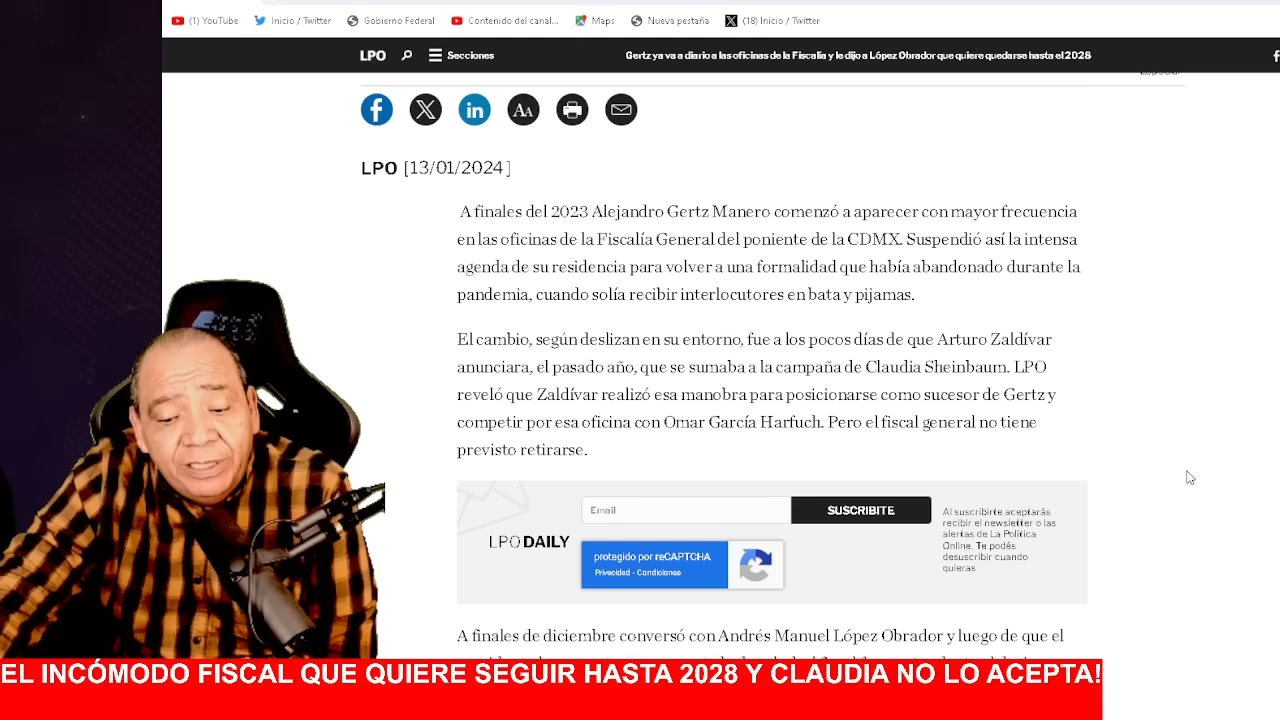 (1) YouTube
Inicio / Twitter
Gobierno Federal
Contenido del canal...
Maps
Nueva pestaña
(18) Inicio / Twitter
LPO
Secciones
Gertz ya va a diario a las oficinas de la Fiscalía y le dijo a López Obrador que quiere quedarse hasta el 2028
AA
LPO [13/01/2024]
A finales del 2023 Alejandro Gertz Manero comenzó a aparecer con mayor frecuencia
en las oficinas de la Fiscalía General del poniente de la CDMX. Suspendió así la intensa
agenda de su residencia para volver a una formalidad que había abandonado durante la
pandemia, cuando solía recibir interlocutores en bata y pijamas.
El cambio, según deslizan en su entorno, fue a los pocos días de que Arturo Zaldívar
anunciara, el pasado año, que se sumaba a la campaña de Claudia Sheinbaum. LPO
reveló que Zaldívar realizó esa manobra para posicionarse como sucesor de Gertz y
competir por esa oficina con Omar García Harfuch. Pero el fiscal general no tiene
previsto retirarse.
LPO DAILY
Email
SUSCRIBITE
protegido por reCAPTCHA
Privacidad - Condiciones
Al suscribirte aceptarás
recibir el newsletter o las
alertas de La Política
Online. Te podés
desuscribir cuando
quieras
A finales de diciembre conversó con Andrés Manuel López Obrador y luego de que el
EL INCÓMODO FISCAL QUE QUIERE SEGUIR HASTA 2028 Y CLAUDIA NO LO ACEPTA!